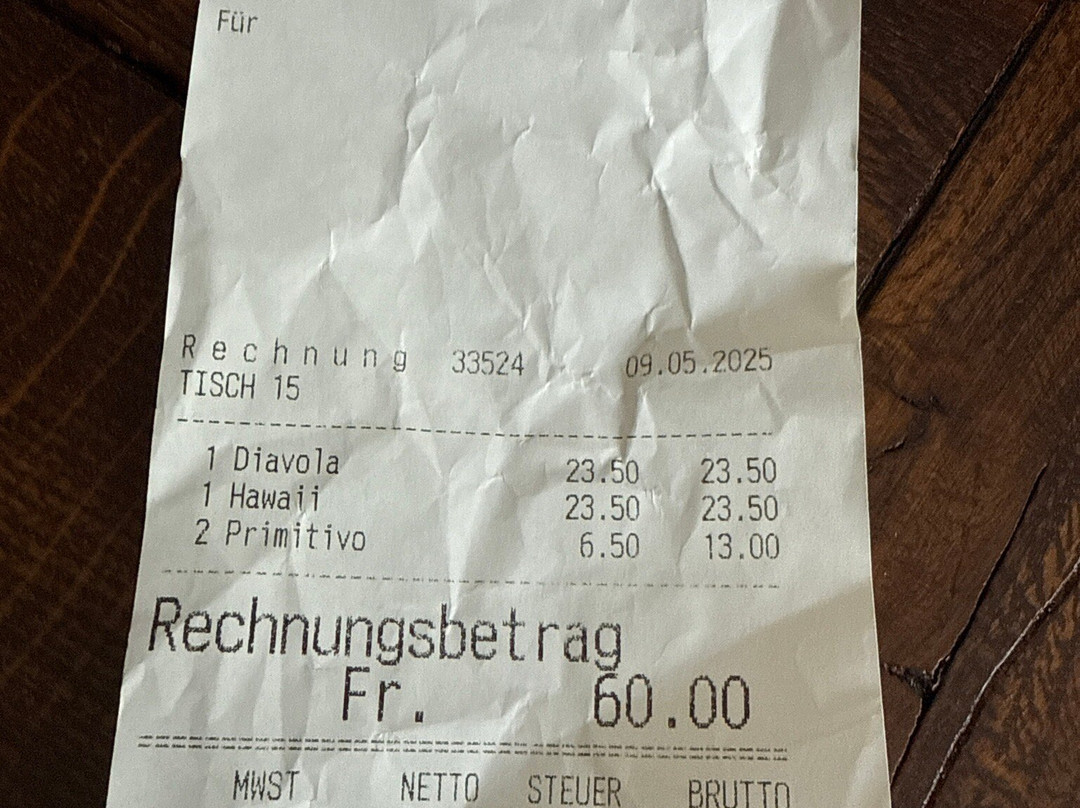 Für
Rechnung 33524 09.05.2025
TISCH 15
1 Diavola 23.50 23.50
1 Hawaii 23.50 23.50
2 Primitivo 6.50 13.00
Rechnungsbetrag
Fr. 60.00
MWST NETTO STEUER BRUTTO